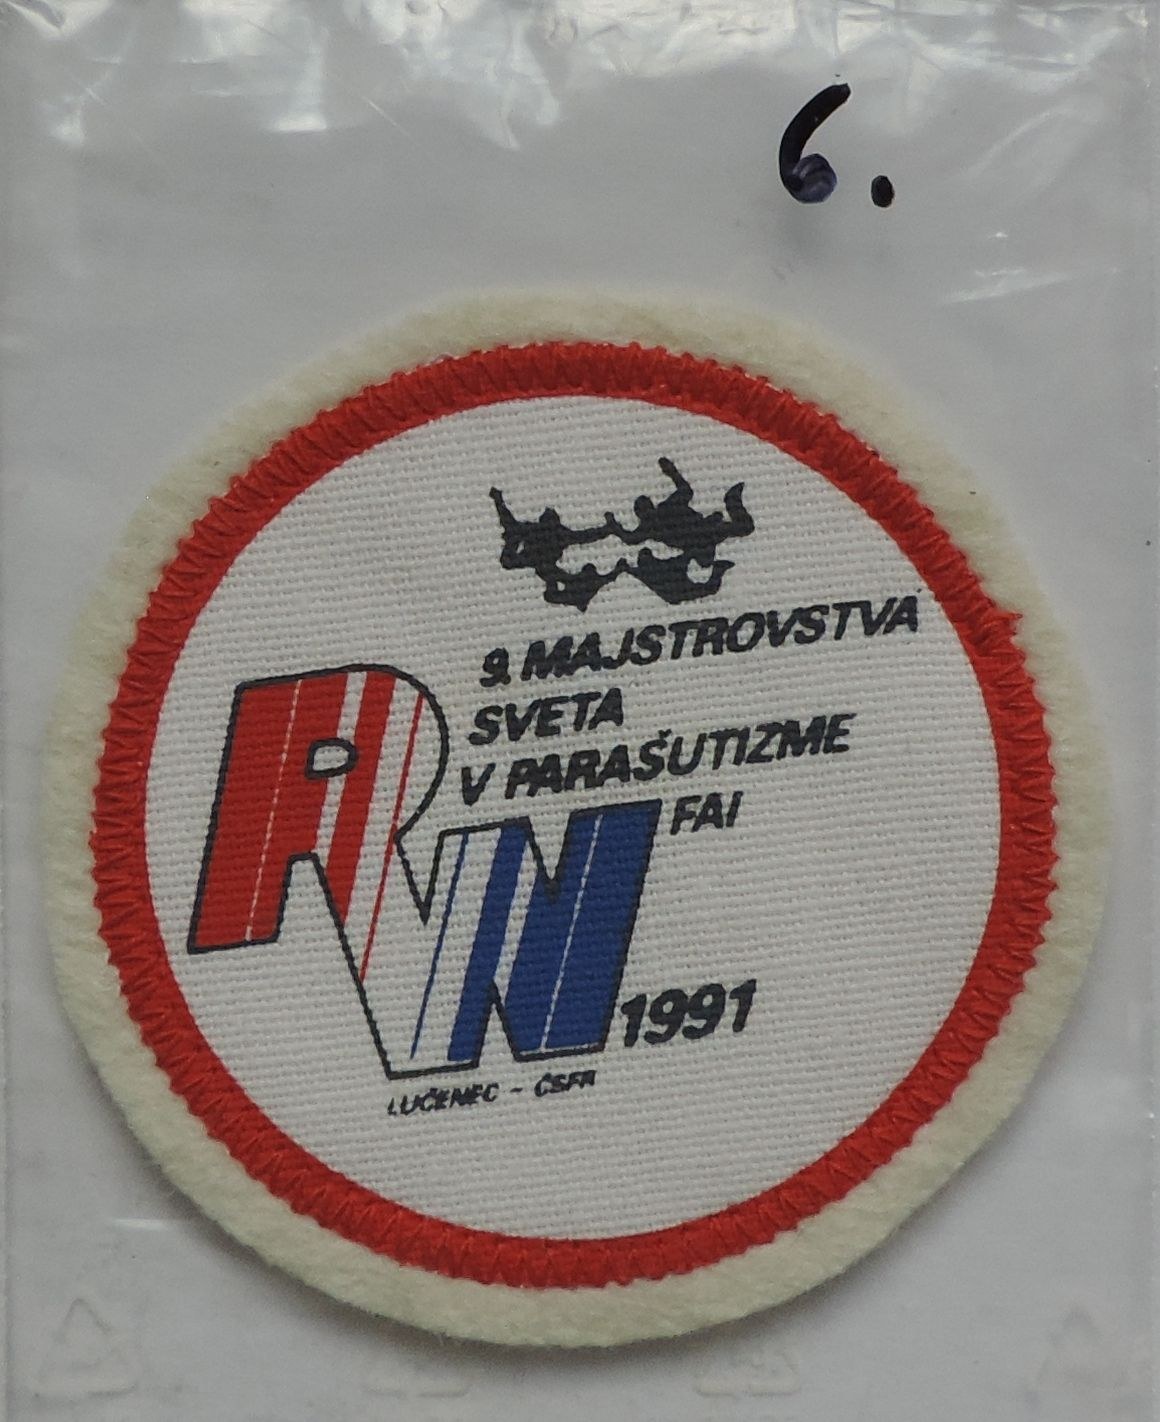 6.
9. MAJSTROVSTVÁ
SVETA
V PARAŠUTIZME
FAI
RW
1991
LUČENEC - ČSFR